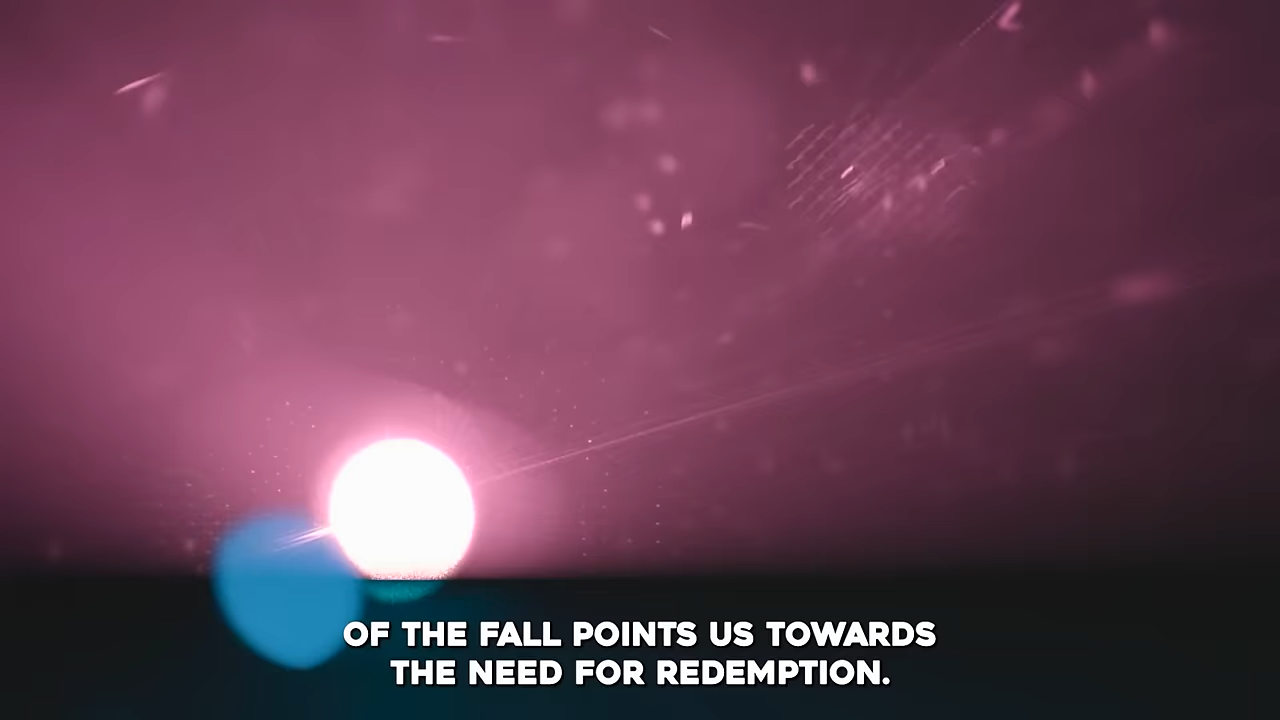 OF THE FALL POINTS US TOWARDS
THE NEED FOR REDEMPTION.